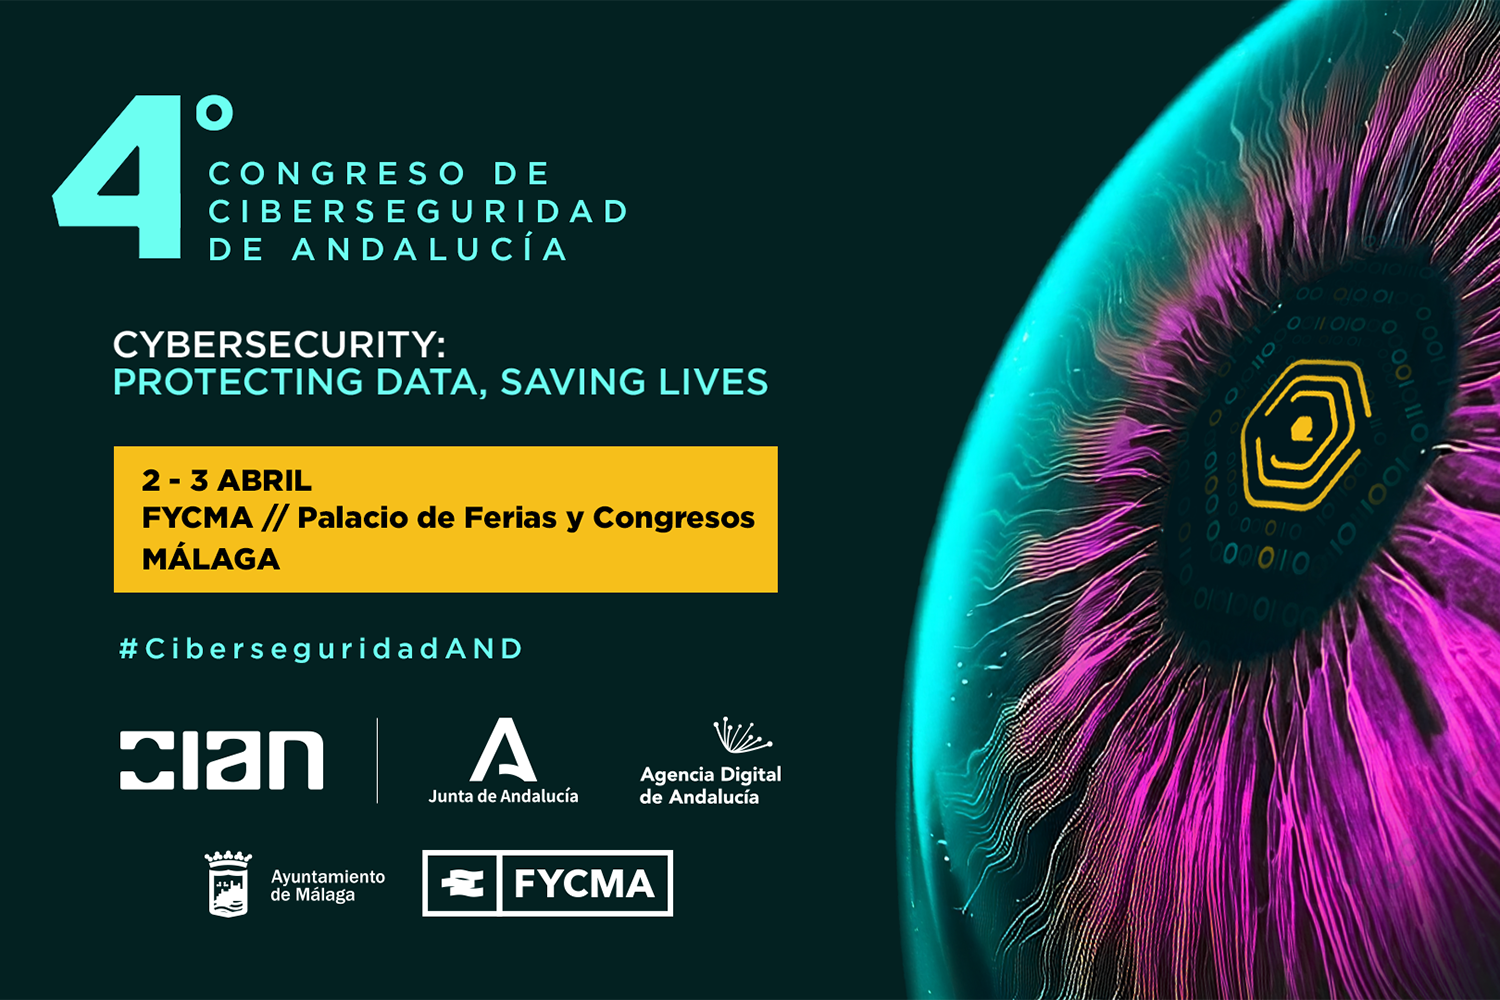 4º
CONGRESO DE
CIBERSEGURIDAD
DE ANDALUCÍA
CYBERSECURITY:
PROTECTING DATA, SAVING LIVES
2 - 3 ABRIL
FYCMA // Palacio de Ferias y Congresos
MÁLAGA
#CiberseguridadAND
cian
Junta de Andalucía
Agencia Digital
de Andalucía
Ayuntamiento
de Málaga
FYCMA